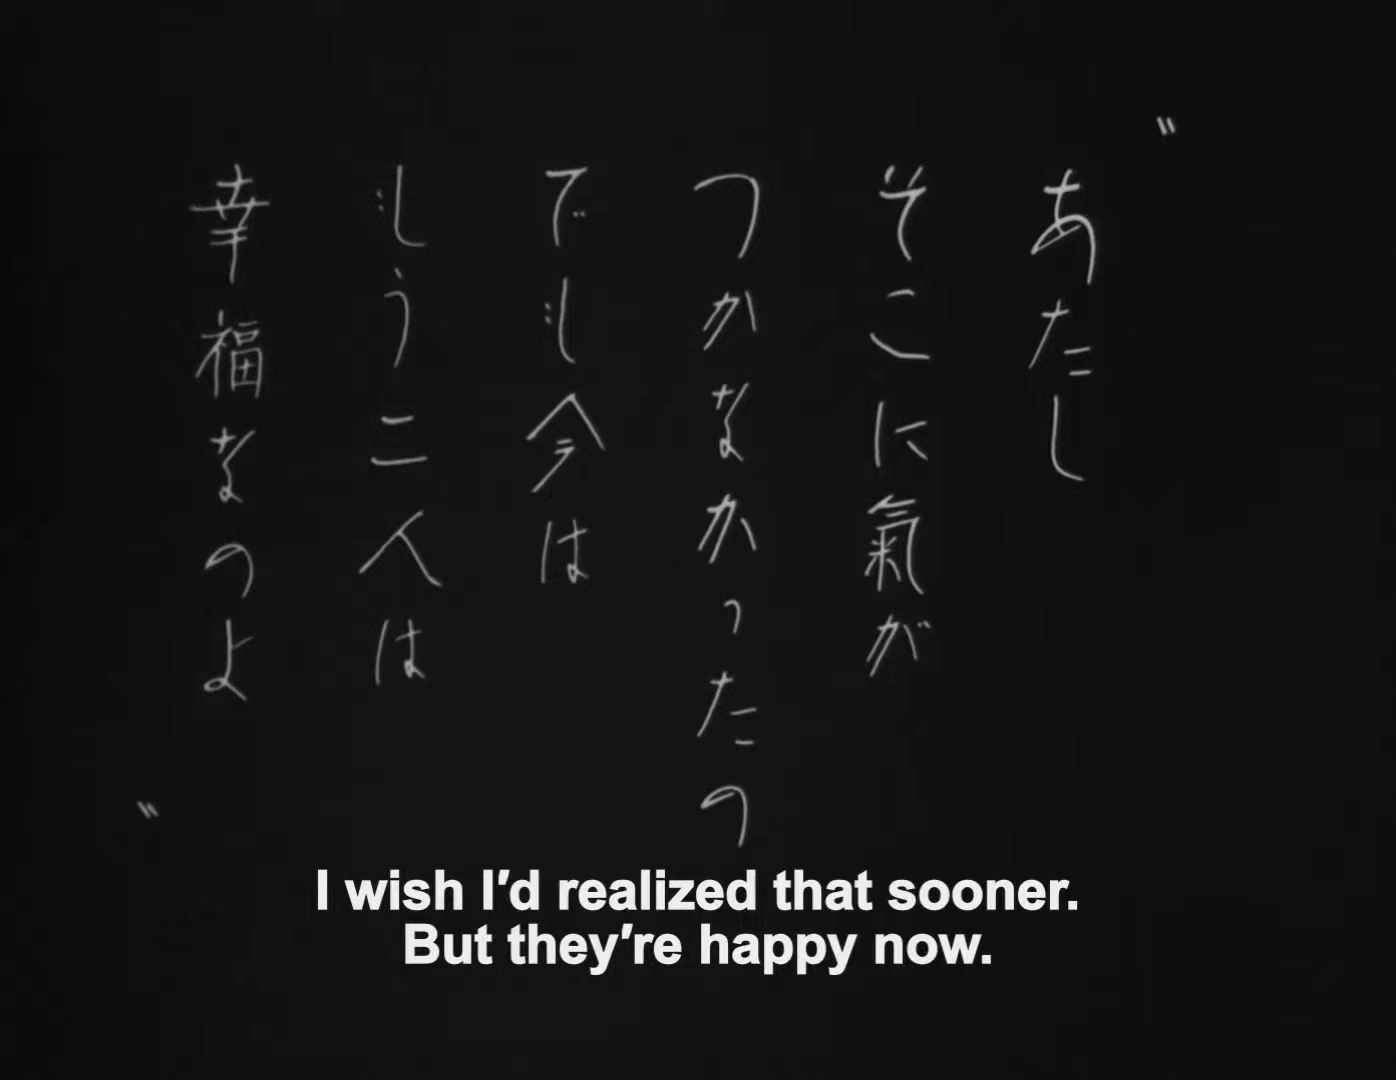 〝
あたし
そこに氣が
つかなかったの
でも今は
もう二人は
幸福なのよ
〟
I wish I'd realized that sooner.
But they're happy now.